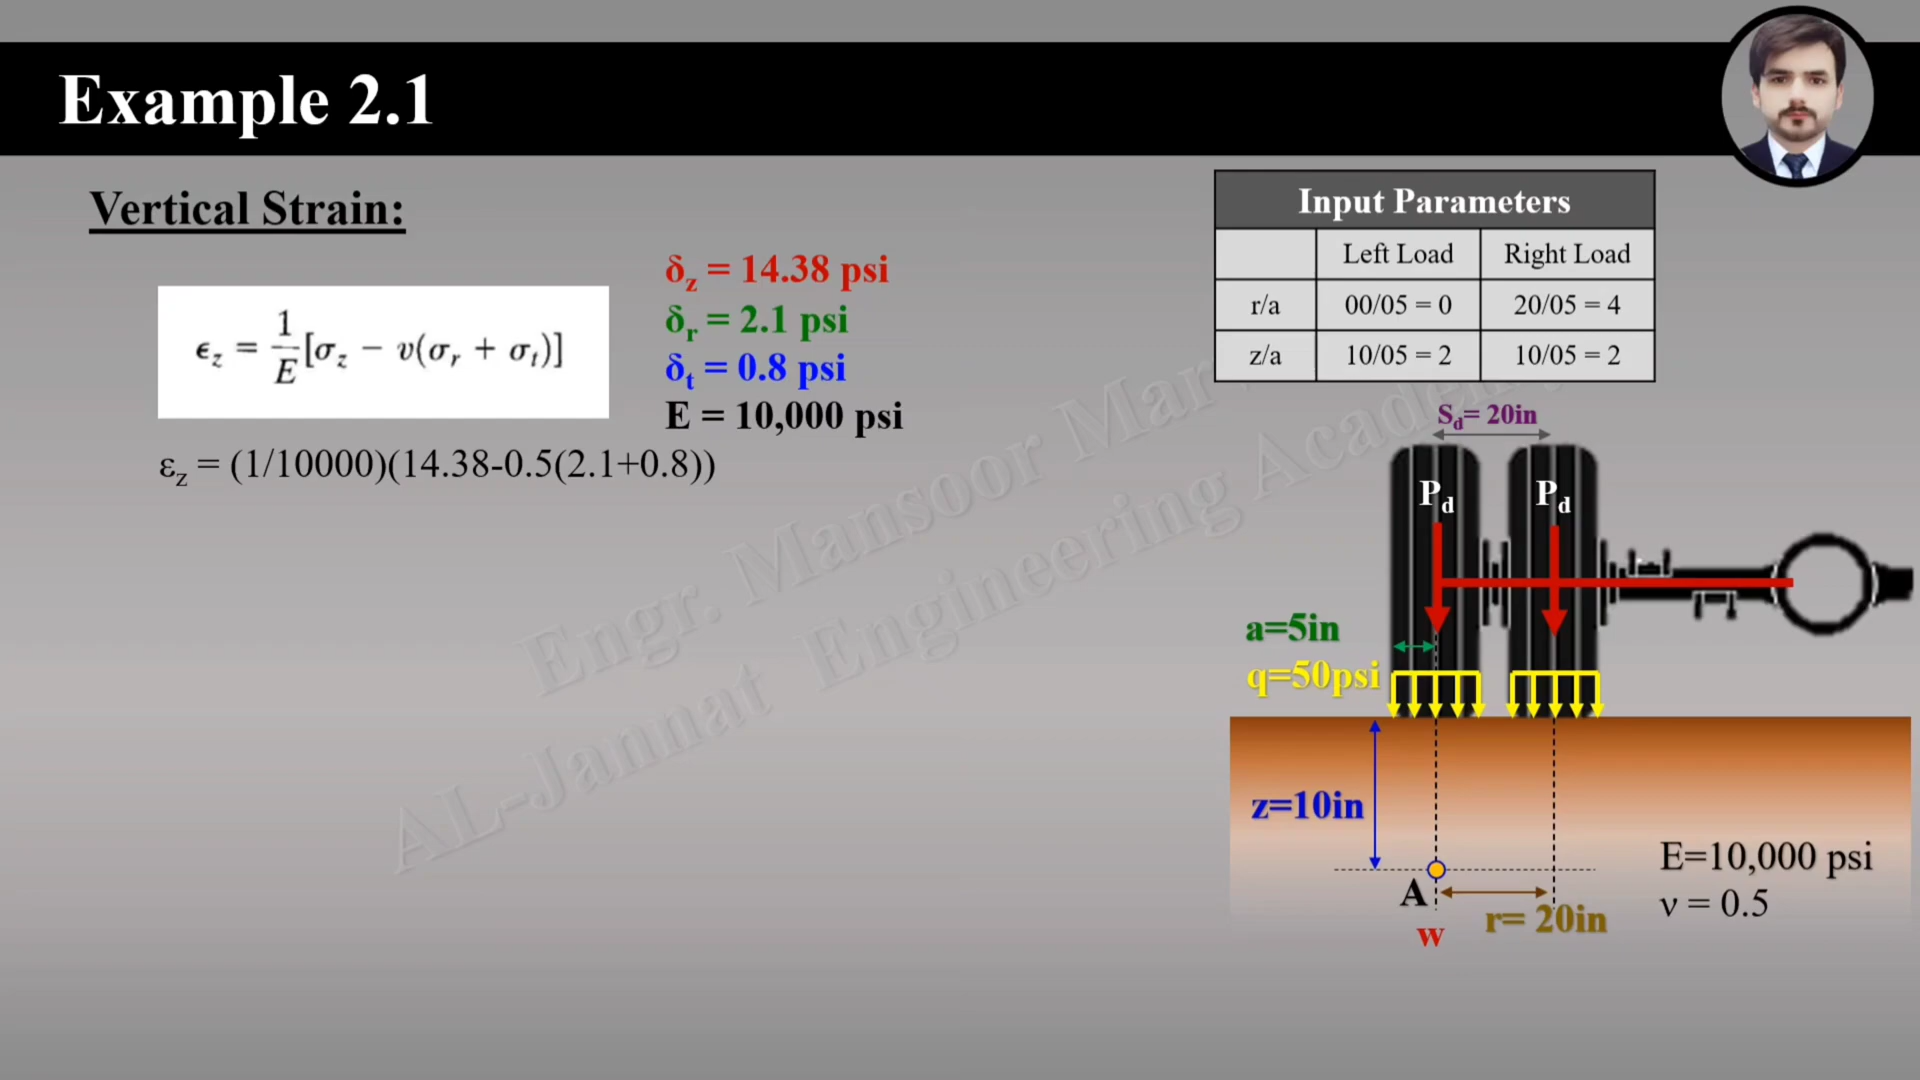 Example 2.1
Vertical Strain:
ϵz = 1/E [σz − ν(σr + σt)]
δz = 14.38 psi
δr = 2.1 psi
δt = 0.8 psi
E = 10,000 psi
εz = (1/10000)(14.38-0.5(2.1+0.8))
Input Parameters
Left Load Right Load
r/a 00/05 = 0 20/05 = 4
z/a 10/05 = 2 10/05 = 2
Sd= 20in
Pd Pd
a=5in
q=50psi
z=10in
A
r= 20in
w
E=10,000 psi
ν = 0.5
Engr. Mansoor Mar
AL-Jannat Engineering Academy